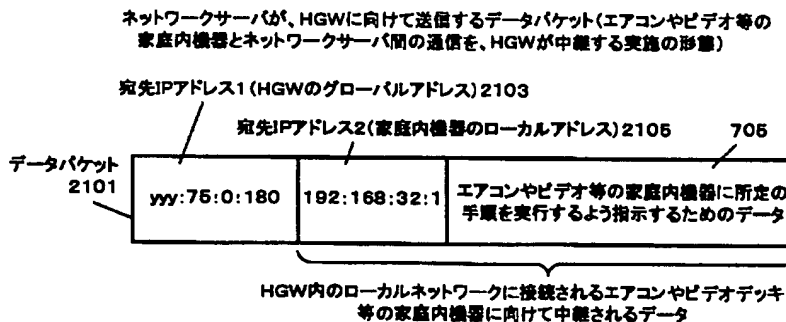 ネットワークサーバが、HGWに向けて送信するデータパケット(エアコンやビデオ等の
家庭内機器とネットワークサーバ間の通信を、HGWが中継する実施の形態)
宛先IPアドレス1(HGWのグローバルアドレス)2103
宛先IPアドレス2(家庭内機器のローカルアドレス)2105
705
データパケット
2101
yyy:75:0:180
192:168:32:1
エアコンやビデオ等の家庭内機器に所定の
手順を実行するよう指示するためのデータ
HGW内のローカルネットワークに接続されるエアコンやビデオデッキ
等の家庭内機器に向けて中継されるデータ